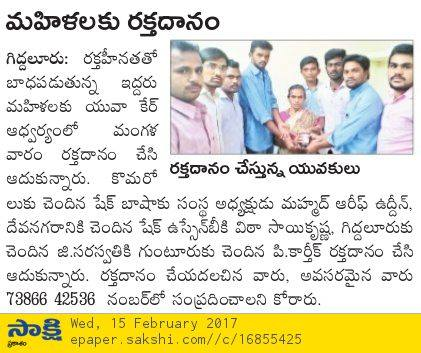 మహిళలకు రక్తదానం
గిద్దలూరు: రక్తహీనతతో
బాధపడుతున్న ఇద్దరు
మహిళలకు యువా కేర్
ఆధ్వర్యంలో మంగళ
వారం రక్తదానం చేసి
ఆదుకున్నారు. కొమరో
రక్తదానం చేస్తున్న యువకులు
లుకు చెందిన షేక్ బాషాకు సంస్థ అధ్యక్షుడు మహ్మద్ ఆరీఫ్ ఉద్దీన్,
దేవనగరానికి చెందిన షేక్ ఉస్సేన్‌బీకి విఠా సాయికృష్ణ, గిద్దలూరుకు
చెందిన జి.సరస్వతికి గుంటూరుకు చెందిన పి.కార్తీక్ రక్తదానం చేసి
ఆదుకున్నారు. రక్తదానం చేయదలచిన వారు, అవసరమైన వారు
73866 42536 నంబర్‌లో సంప్రదించాలని కోరారు.
సాక్షి
ప్రకాశం
Wed, 15 February 2017
epaper.sakshi.com//c/16855425